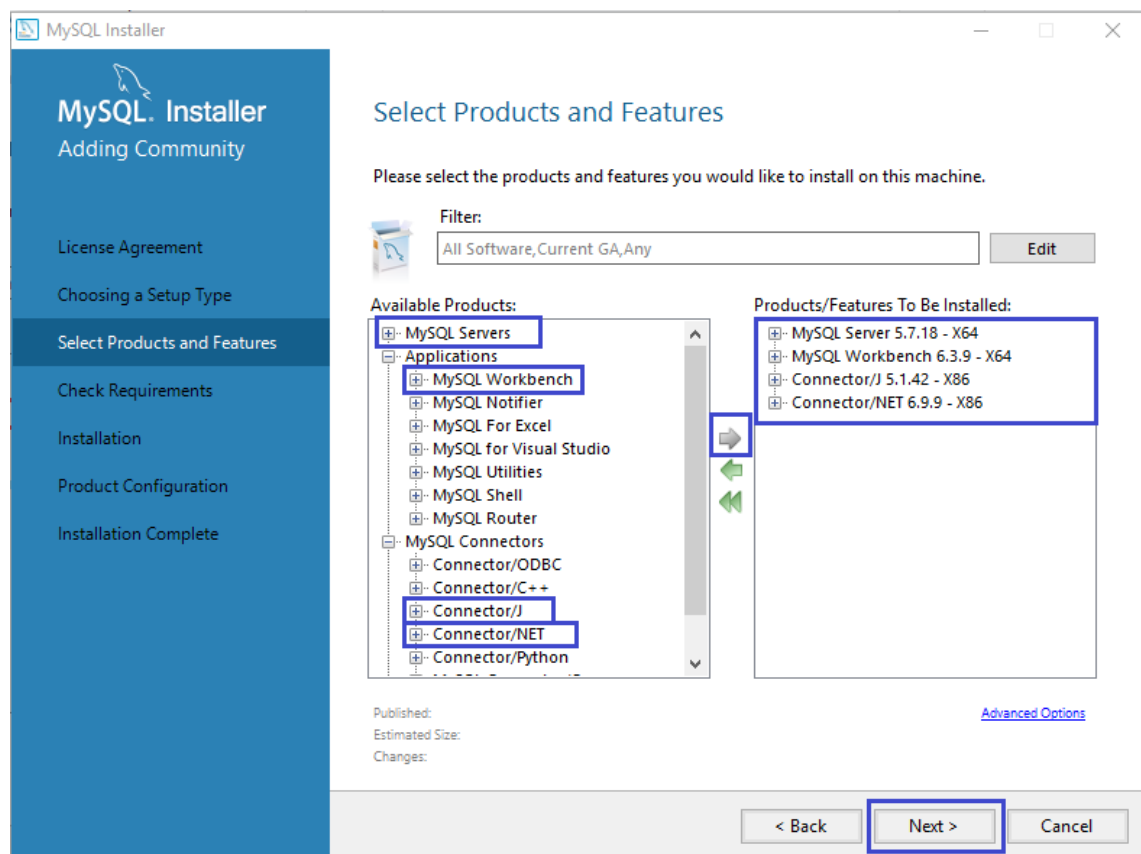 MySQL Installer
MySQL. Installer
Adding Community
License Agreement
Choosing a Setup Type
Select Products and Features
Check Requirements
Installation
Product Configuration
Installation Complete
Select Products and Features
Please select the products and features you would like to install on this machine.
Filter:
All Software,Current GA,Any
Edit
Available Products:
MySQL Servers
Applications
MySQL Workbench
MySQL Notifier
MySQL For Excel
MySQL for Visual Studio
MySQL Utilities
MySQL Shell
MySQL Router
MySQL Connectors
Connector/ODBC
Connector/C++
Connector/J
Connector/NET
Connector/Python
Products/Features To Be Installed:
MySQL Server 5.7.18 - X64
MySQL Workbench 6.3.9 - X64
Connector/J 5.1.42 - X86
Connector/NET 6.9.9 - X86
Published:
Estimated Size:
Changes:
Advanced Options
< Back
Next >
Cancel